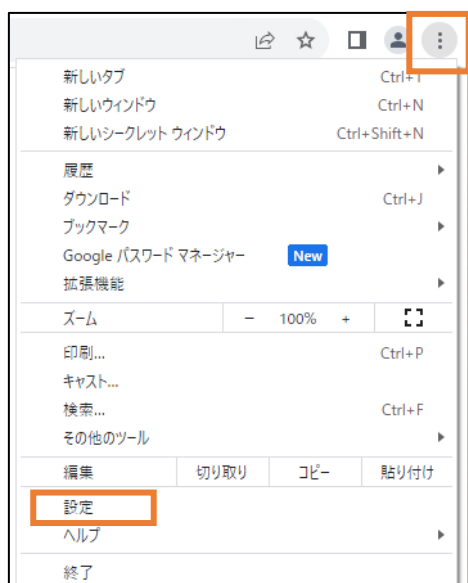 新しいタブ Ctrl+T
新しいウィンドウ Ctrl+N
新しいシークレット ウィンドウ Ctrl+Shift+N
履歴
ダウンロード Ctrl+J
ブックマーク
Google パスワード マネージャー New
拡張機能
ズーム − 100% +
印刷... Ctrl+P
キャスト...
検索... Ctrl+F
その他のツール
編集 切り取り コピー 貼り付け
設定
ヘルプ
終了